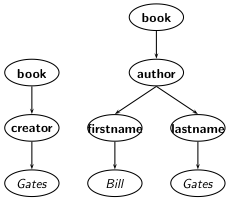 book
book
author
creator
firstname
lastname
Gates
Bill
Gates